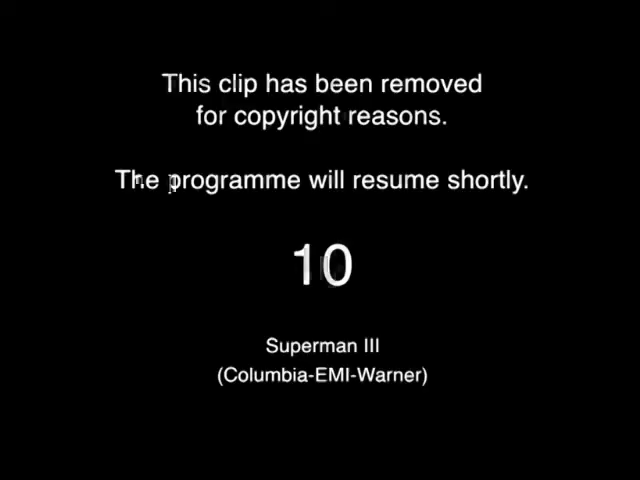 This clip has been removed
for copyright reasons.
The programme will resume shortly.
10
Superman III
(Columbia-EMI-Warner)